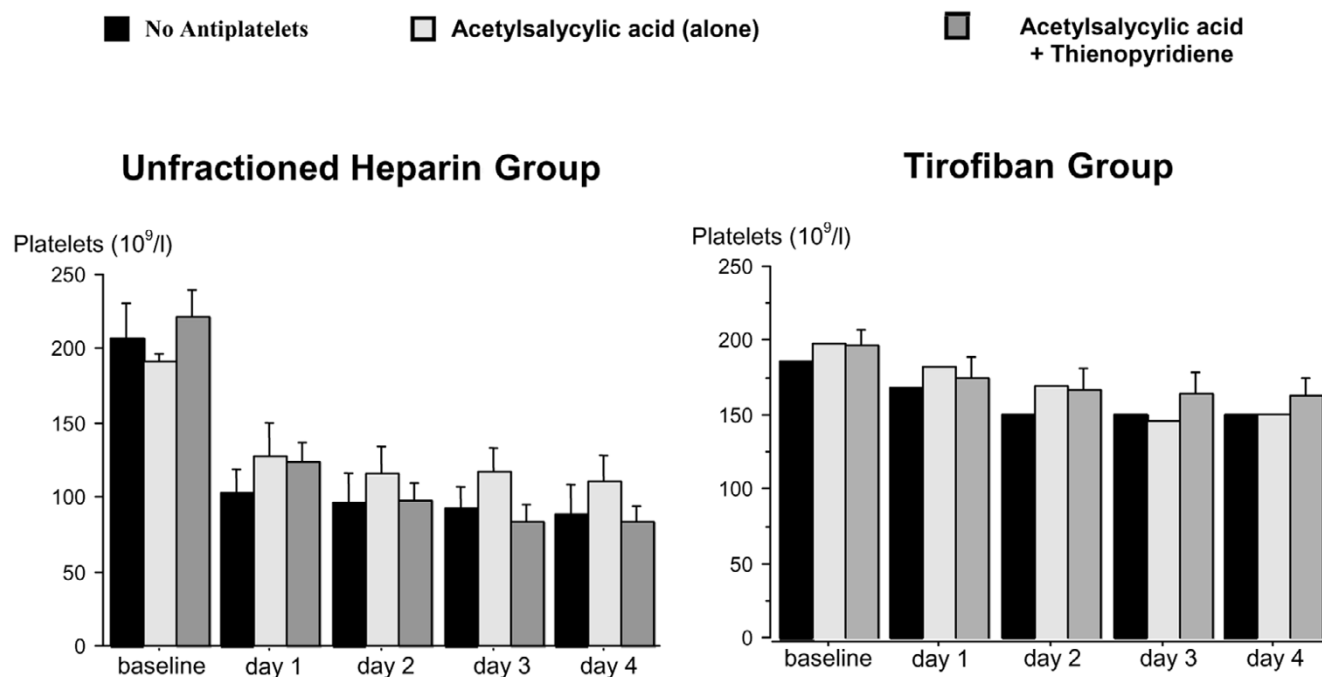 No Antiplatelets
Acetylsalycylic acid (alone)
Acetylsalycylic acid
+ Thienopyridiene
Unfractioned Heparin Group
Platelets (10⁹/l)
250
200
150
100
50
0
baseline day 1 day 2 day 3 day 4
Tirofiban Group
Platelets (10⁹/l)
250
200
150
100
50
0
baseline day 1 day 2 day 3 day 4